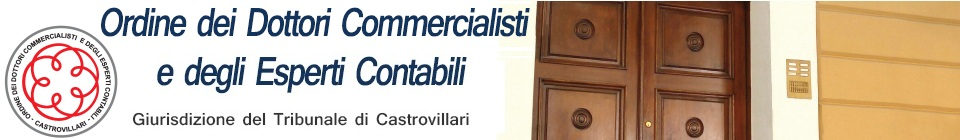 Ordine dei Dottori Commercialisti
e degli Esperti Contabili
Giurisdizione del Tribunale di Castrovillari
ORDINE DEI DOTTORI COMMERCIALISTI E DEGLI ESPERTI CONTABILI
- CASTROVILLARI -